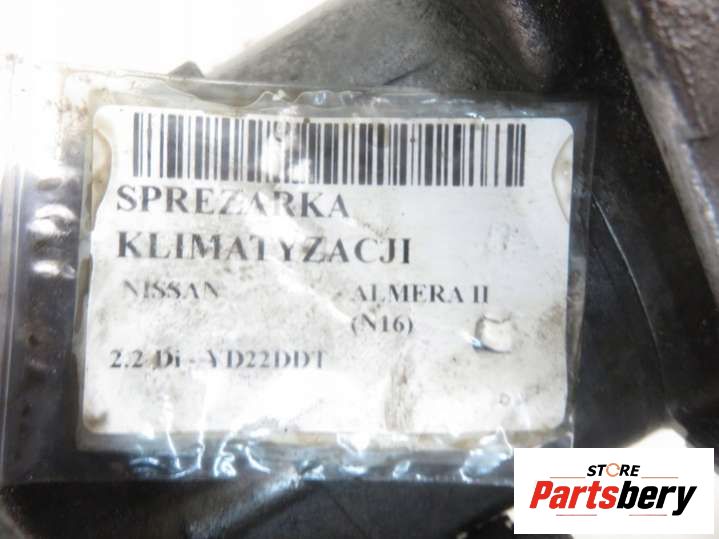 SPREZARKA
KLIMATYZACJI
NISSAN ALMERA II
(N16)
2.2 Di - YD22DDT
STORE
Partsbery